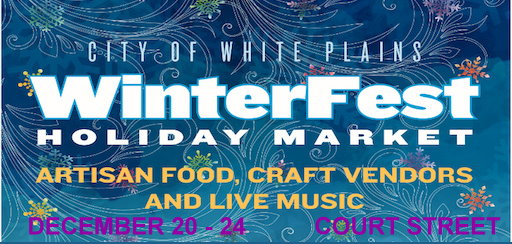 CITY OF WHITE PLAINS
WinterFest
HOLIDAY MARKET
ARTISAN FOOD, CRAFT VENDORS
AND LIVE MUSIC
DECEMBER 20 - 24 COURT STREET